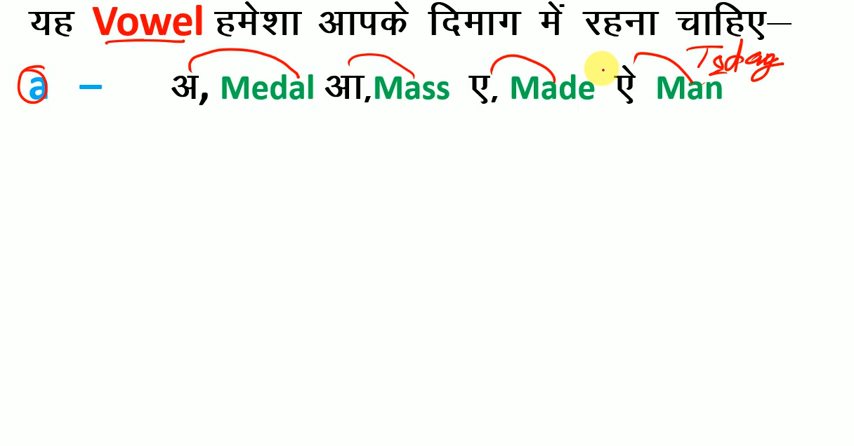 यह Vowel हमेशा आपके दिमाग में रहना चाहिए–
a – अ, Medal आ,Mass ए, Made ऐ Man